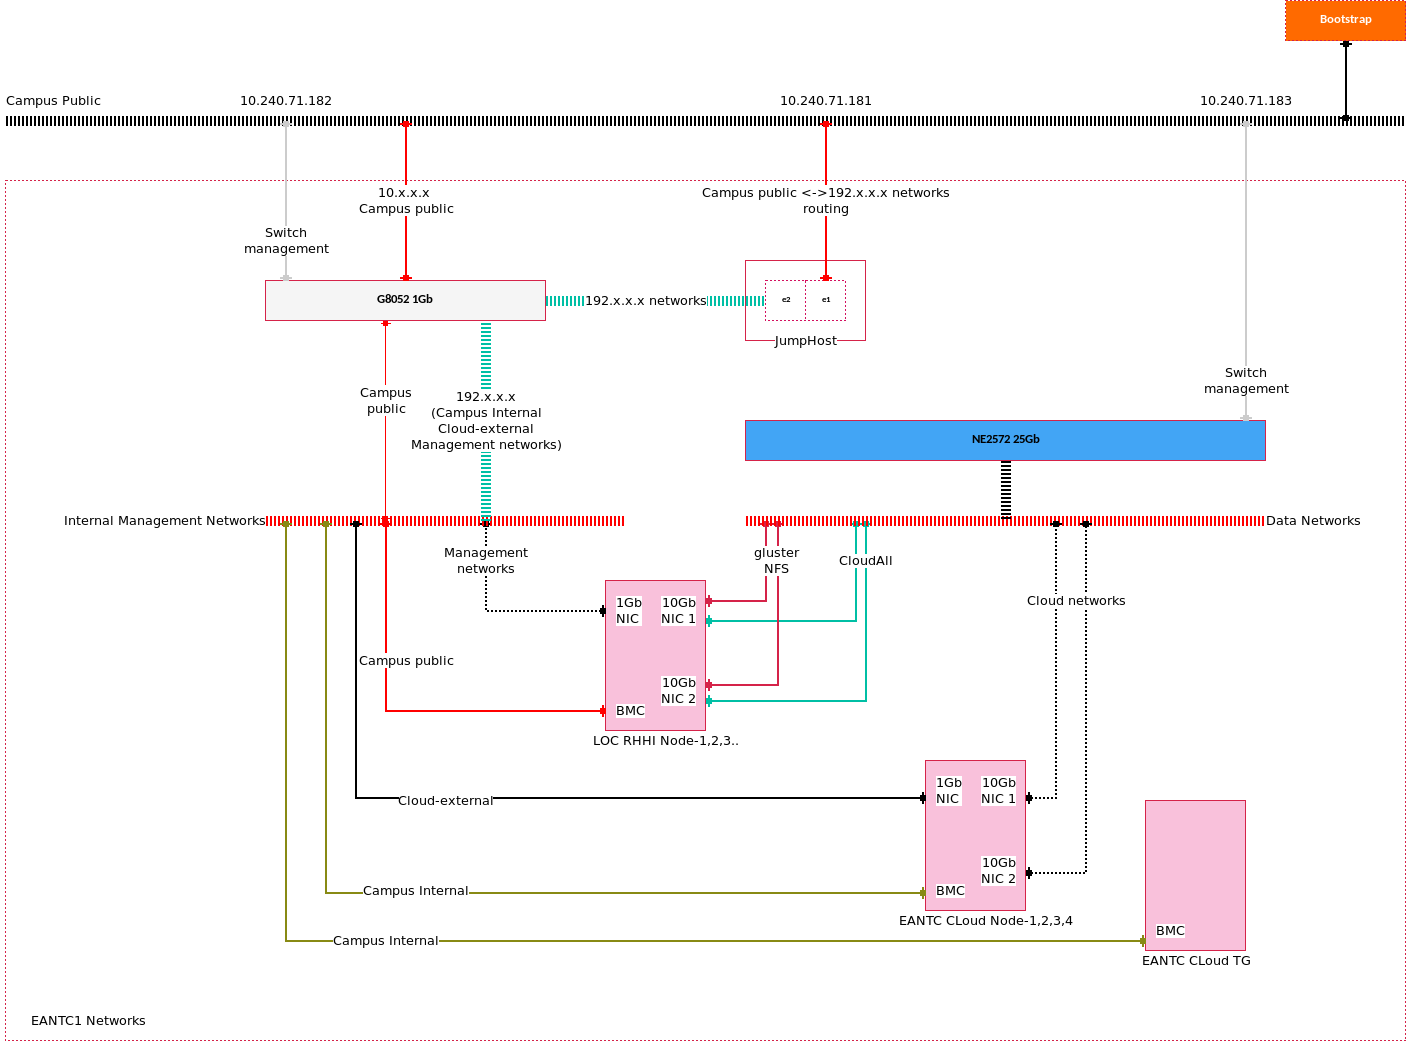 Bootstrap
Campus Public
10.240.71.182
10.240.71.181
10.240.71.183
10.x.x.x
Campus public
Campus public <->192.x.x.x networks
routing
Switch
management
G8052 1Gb
192.x.x.x networks
e2
e1
JumpHost
Campus
public
192.x.x.x
(Campus Internal
Cloud-external
Management networks)
Switch
management
NE2572 25Gb
Internal Management Networks
Data Networks
Management
networks
gluster
NFS
CloudAll
1Gb
NIC
10Gb
NIC 1
Cloud networks
Campus public
10Gb
NIC 2
BMC
LOC RHHI Node-1,2,3..
Cloud-external
1Gb
NIC
10Gb
NIC 1
10Gb
NIC 2
Campus Internal
BMC
EANTC CLoud Node-1,2,3,4
Campus Internal
BMC
EANTC CLoud TG
EANTC1 Networks